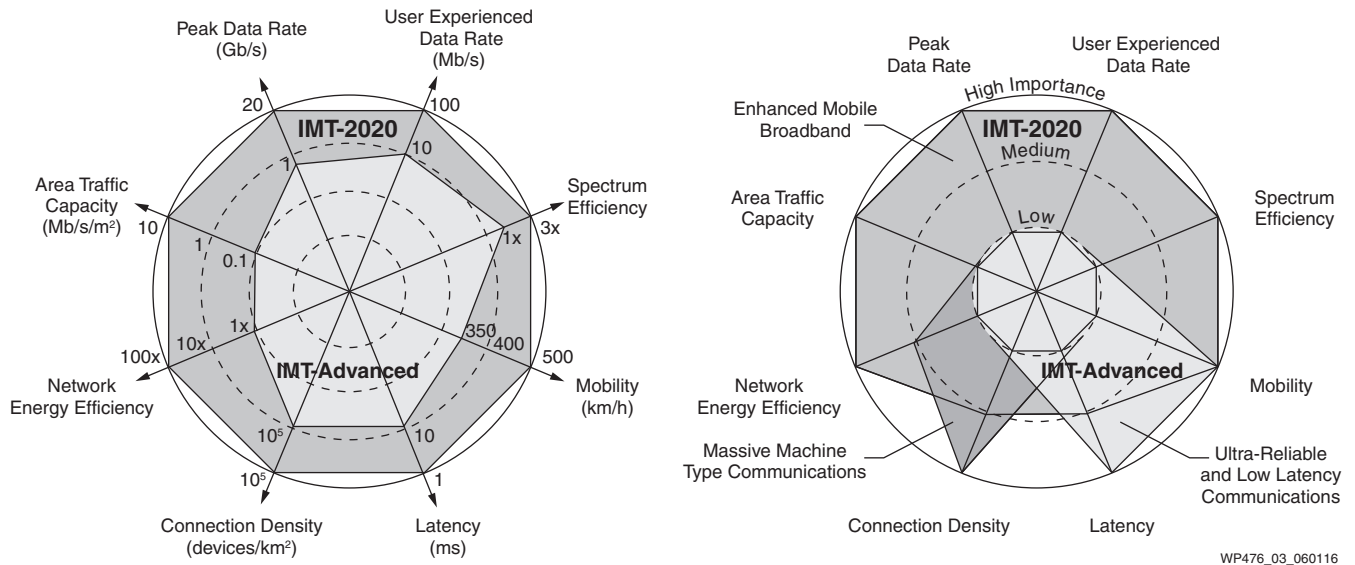 Peak Data Rate
(Gb/s)
User Experienced
Data Rate
(Mb/s)
20
100
IMT-2020
1
10
Area Traffic
Capacity
(Mb/s/m²)
Spectrum
Efficiency
10
1
0.1
1x
3x
1x
10x
100x
350
400
500
Network
Energy Efficiency
IMT-Advanced
Mobility
(km/h)
10⁵
10
10⁵
1
Connection Density
(devices/km²)
Latency
(ms)
Peak
Data Rate
User Experienced
Data Rate
High Importance
Enhanced Mobile
Broadband
IMT-2020
Medium
Area Traffic
Capacity
Low
Spectrum
Efficiency
IMT-Advanced
Network
Energy Efficiency
Mobility
Massive Machine
Type Communications
Ultra-Reliable
and Low Latency
Communications
Connection Density
Latency
WP476_03_060116